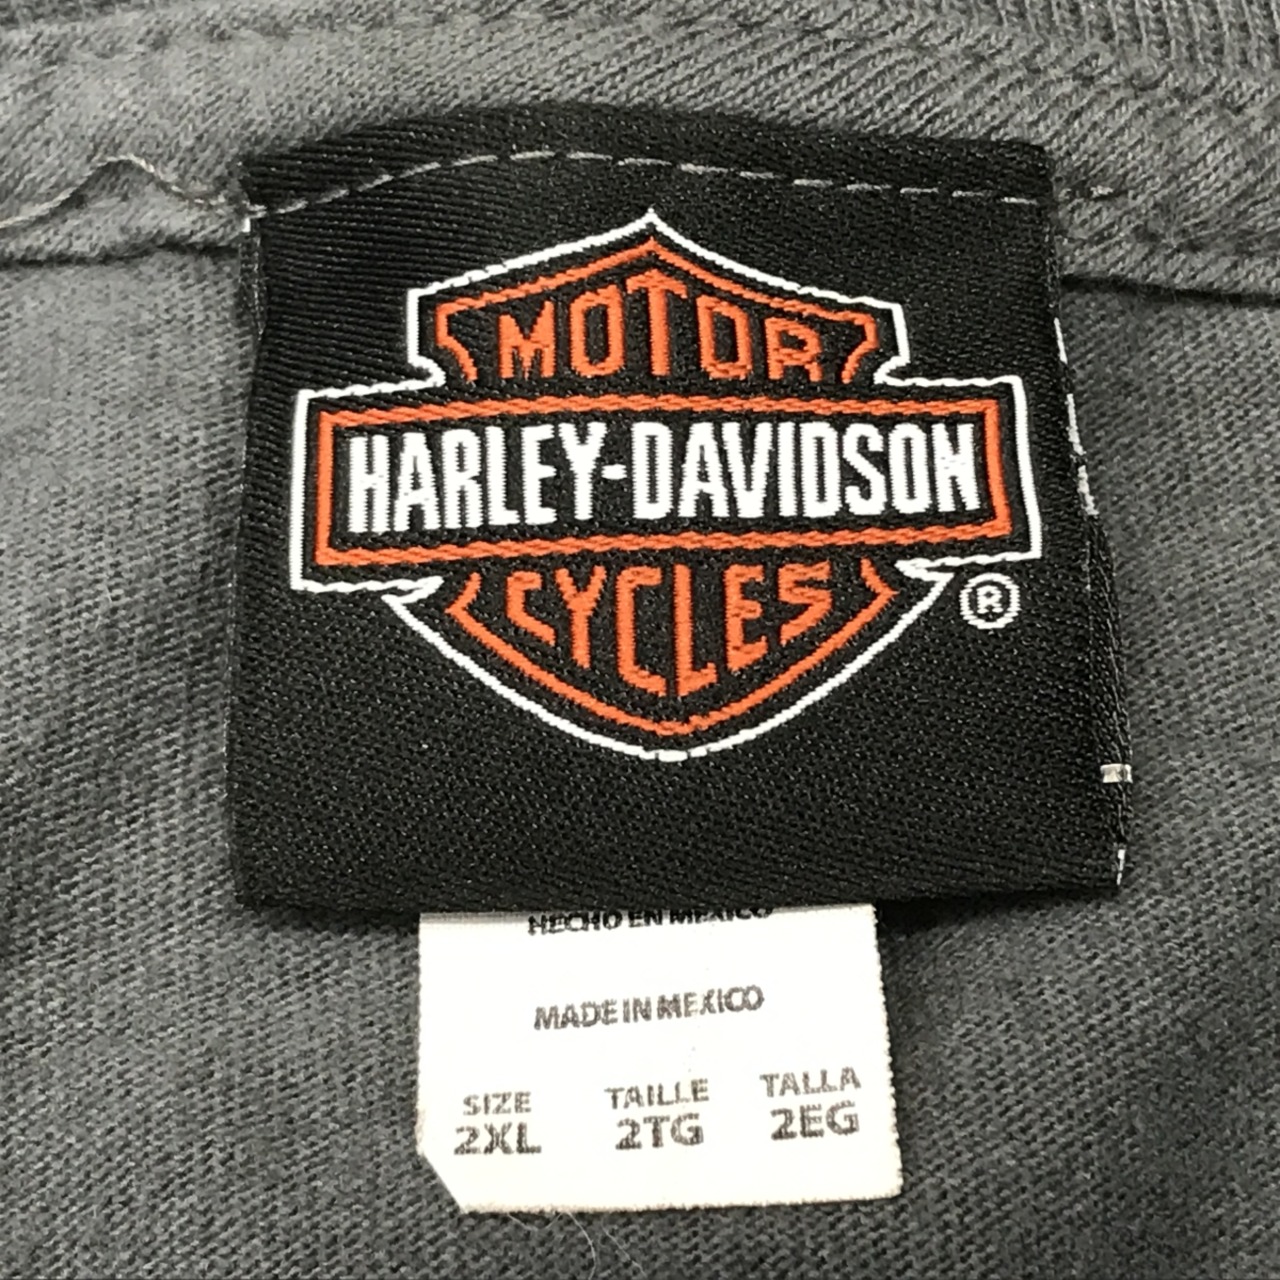 MOTOR
HARLEY-DAVIDSON
CYCLES
®
HECHO EN MEXICO
MADE IN MEXICO
SIZE TAILLE TALLA
2XL 2TG 2EG